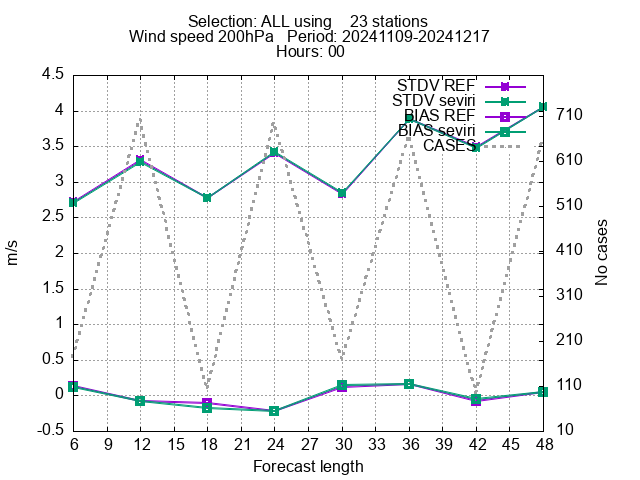 Selection: ALL using 23 stations
Wind speed 200hPa Period: 20241109-20241217
Hours: 00
STDV REF
STDV seviri
BIAS REF
BIAS seviri
CASES
4.5
4
3.5
3
2.5
2
1.5
1
0.5
0
-0.5
m/s
710
610
510
410
310
210
110
10
No cases
6 9 12 15 18 21 24 27 30 33 36 39 42 45 48
Forecast length